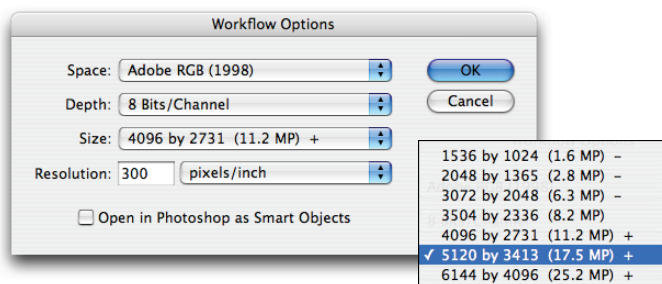 Workflow Options
Space: Adobe RGB (1998)
OK
Depth: 8 Bits/Channel
Cancel
Size: 4096 by 2731 (11.2 MP) +
Resolution: 300 pixels/inch
Open in Photoshop as Smart Objects
1536 by 1024 (1.6 MP) –
2048 by 1365 (2.8 MP) –
3072 by 2048 (6.3 MP) –
3504 by 2336 (8.2 MP)
4096 by 2731 (11.2 MP) +
✓ 5120 by 3413 (17.5 MP) +
6144 by 4096 (25.2 MP) +